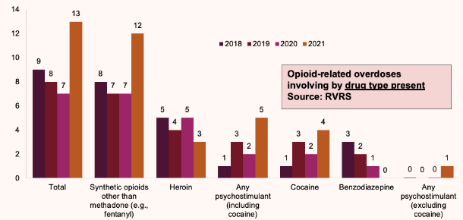 14
12
10
8
6
4
2
0
9
8
7
13
8
7
7
12
5
4
5
3
1
3
2
5
1
3
2
4
3
2
1
0
0
0
0
1
2018 2019 2020 2021
Opioid-related overdoses
involving by drug type present
Source: RVRS
Total
Synthetic opioids
other than
methadone (e.g.,
fentanyl)
Heroin
Any
psychostimulant
(including
cocaine)
Cocaine
Benzodiazepine
Any
psychostimulant
(excluding
cocaine)